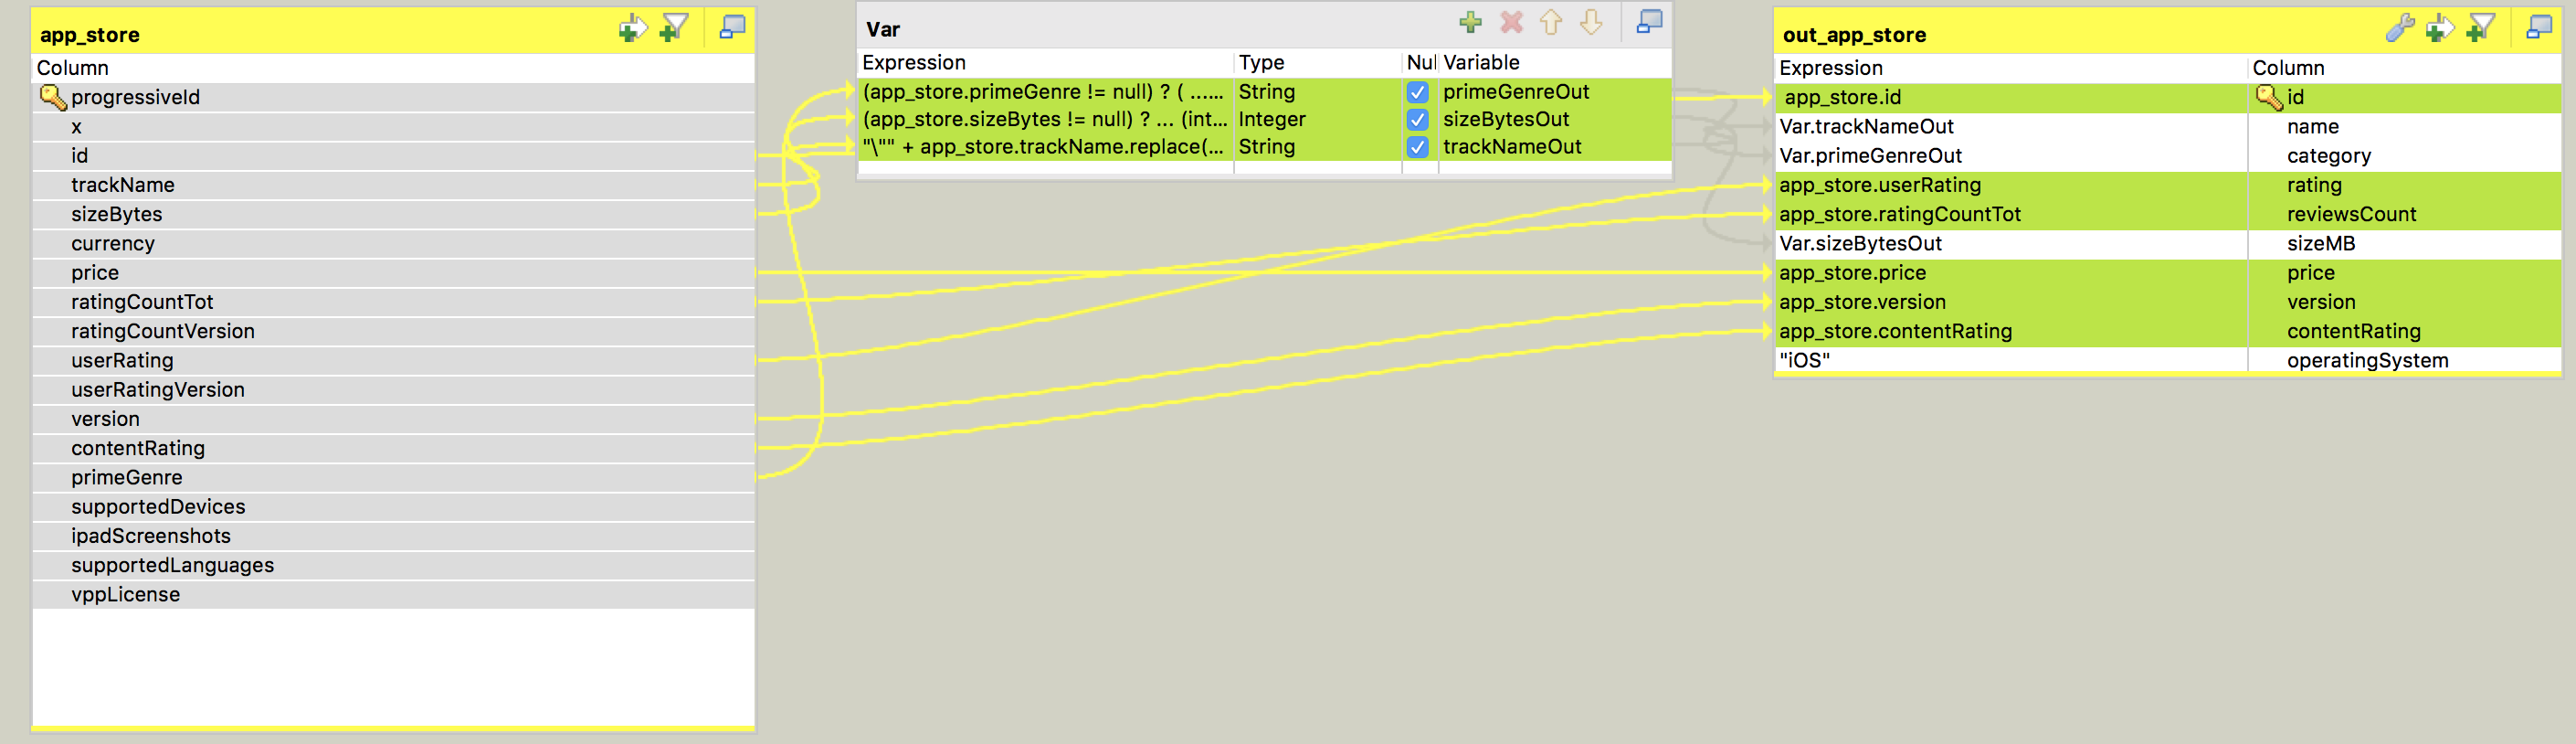 app_store
Column
progressiveId
x
id
trackName
sizeBytes
currency
price
ratingCountTot
ratingCountVersion
userRating
userRatingVersion
version
contentRating
primeGenre
supportedDevices
ipadScreenshots
supportedLanguages
vppLicense
Var
Expression Type Nul Variable
(app_store.primeGenre != null) ? ( ...... String primeGenreOut
(app_store.sizeBytes != null) ? ... (int... Integer sizeBytesOut
"\"" + app_store.trackName.replace(... String trackNameOut
out_app_store
Expression Column
app_store.id id
Var.trackNameOut name
Var.primeGenreOut category
app_store.userRating rating
app_store.ratingCountTot reviewsCount
Var.sizeBytesOut sizeMB
app_store.price price
app_store.version version
app_store.contentRating contentRating
"iOS" operatingSystem